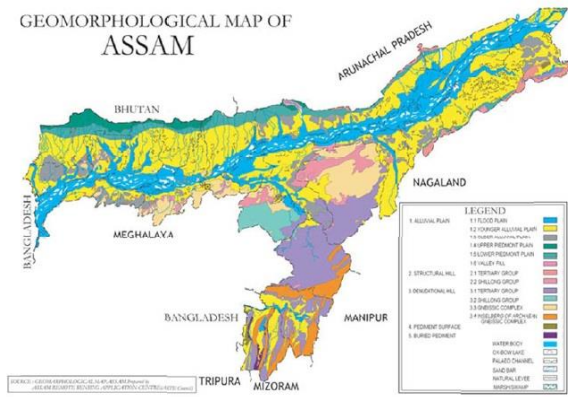 GEOMORPHOLOGICAL MAP OF
ASSAM
ARUNACHAL PRADESH
BHUTAN
NAGALAND
BANGLADESH
MEGHALAYA
BANGLADESH
MANIPUR
TRIPURA
MIZORAM
LEGEND
1. ALLUVIAL PLAIN
1.1 FLOOD PLAIN
1.2 YOUNGER ALLUVIAL PLAIN
1.4 UPPER PIEDMONT PLAIN
1.5 LOWER PIEDMONT PLAIN
1.6 VALLEY FILL
2. STRUCTURAL HILL
2.1 TERTIARY GROUP
2.2 SHILLONG GROUP
3. DENUDATIONAL HILL
3.1 TERTIARY GROUP
3.2 SHILLONG GROUP
3.3 GNEISSIC COMPLEX
GNEISSIC COMPLEX
4. PEDIMENT SURFACE
5. BURIED PEDIMENT
WATER BODY
OX-BOW LAKE
PALAEO CHANNEL
SAND BAR
NATURAL LEVEE
MARSH/SWAMP